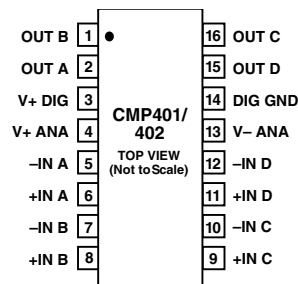 OUT B 1 16 OUT C
OUT A 2 15 OUT D
V+ DIG 3 14 DIG GND
V+ ANA 4 13 V– ANA
–IN A 5 12 –IN D
+IN A 6 11 +IN D
–IN B 7 10 –IN C
+IN B 8 9 +IN C
CMP401/
402
TOP VIEW
(Not to Scale)